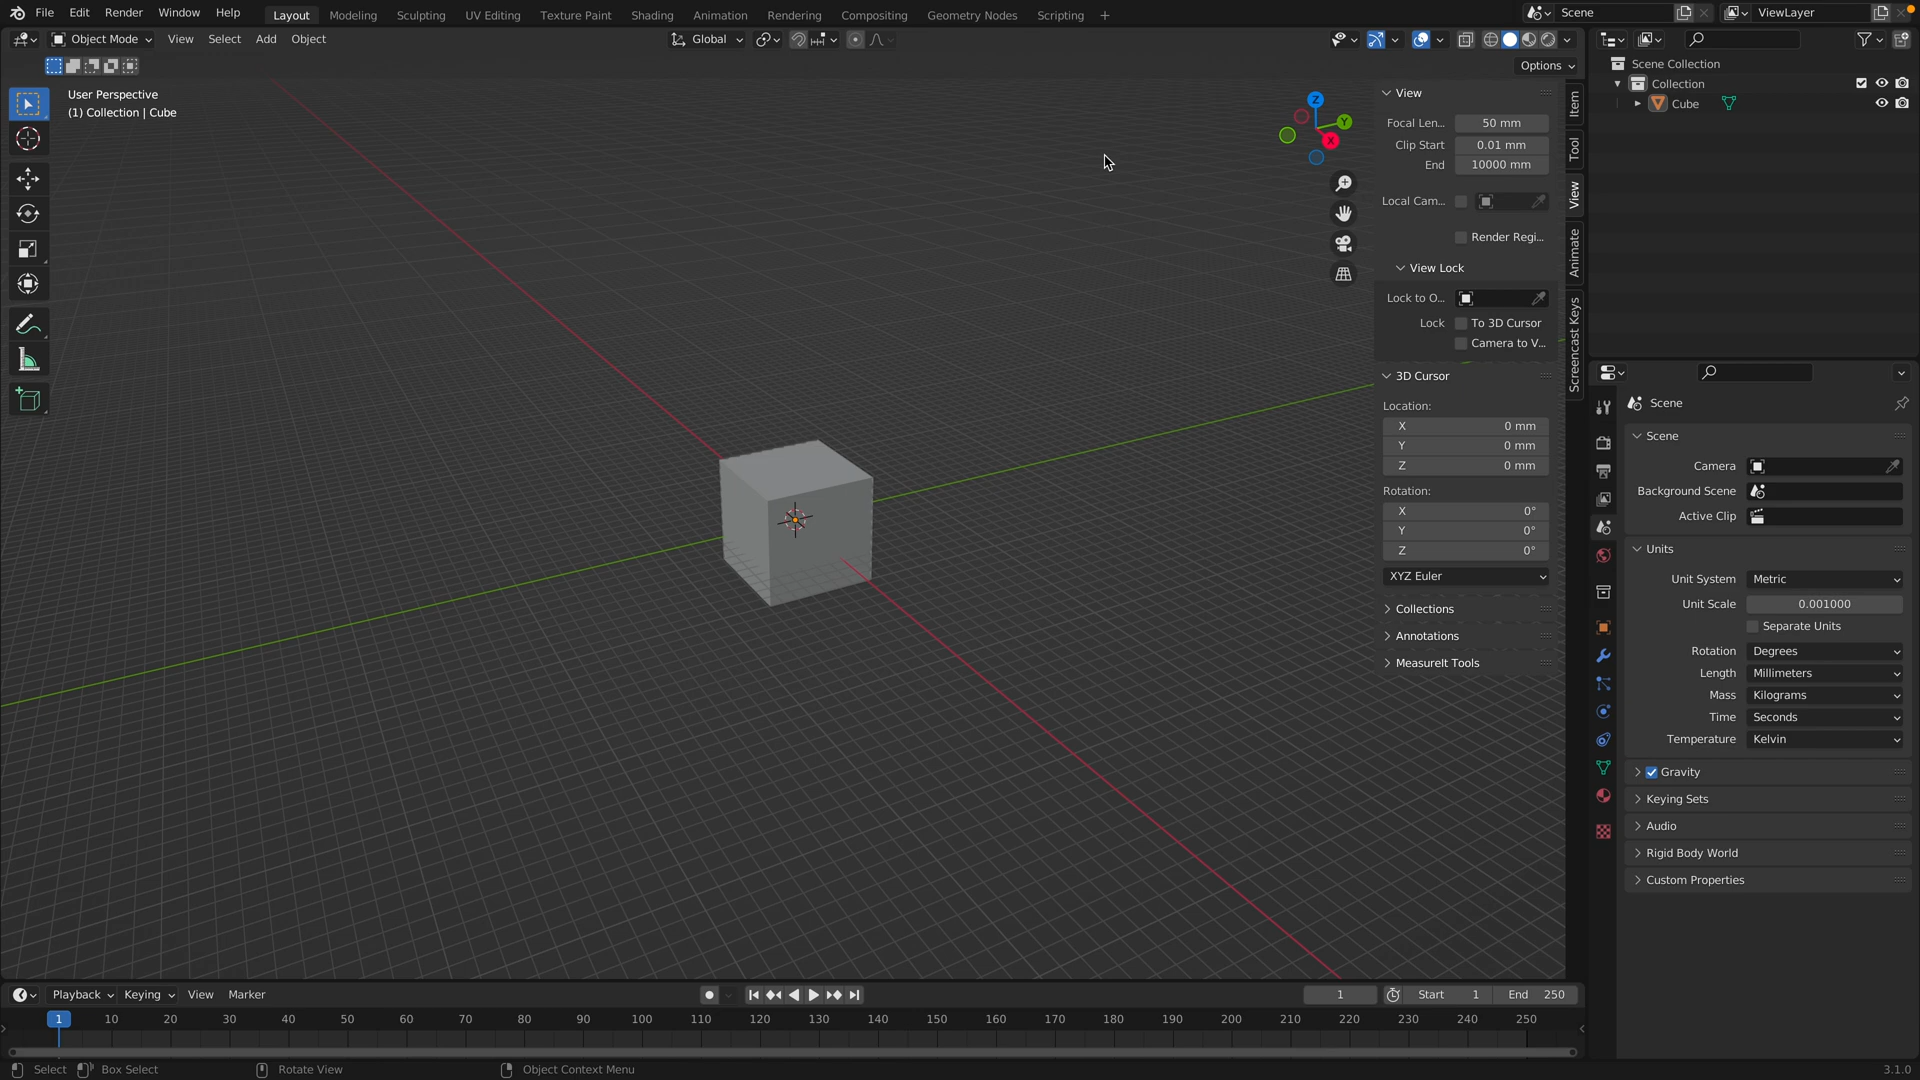 File Edit Render Window Help Layout Modeling Sculpting UV Editing Texture Paint Shading Animation Rendering Compositing Geometry Nodes Scripting + Scene ViewLayer
Object Mode View Select Add Object Global
Options
User Perspective
(1) Collection | Cube
Z
Y
X
View
Focal Len... 50 mm
Clip Start 0.01 mm
End 10000 mm
Local Cam...
Render Regi...
View Lock
Lock to O...
Lock To 3D Cursor
Camera to V...
3D Cursor
Location:
X 0 mm
Y 0 mm
Z 0 mm
Rotation:
X 0°
Y 0°
Z 0°
XYZ Euler
Collections
Annotations
MeasureIt Tools
Item
Tool
View
Animate
Screencast Keys
Scene Collection
Collection
Cube
Scene
Scene
Camera
Background Scene
Active Clip
Units
Unit System Metric
Unit Scale 0.001000
Separate Units
Rotation Degrees
Length Millimeters
Mass Kilograms
Time Seconds
Temperature Kelvin
Gravity
Keying Sets
Audio
Rigid Body World
Custom Properties
Playback Keying View Marker 1 Start 1 End 250
1 10 20 30 40 50 60 70 80 90 100 110 120 130 140 150 160 170 180 190 200 210 220 230 240 250
Select Box Select Rotate View Object Context Menu 3.1.0